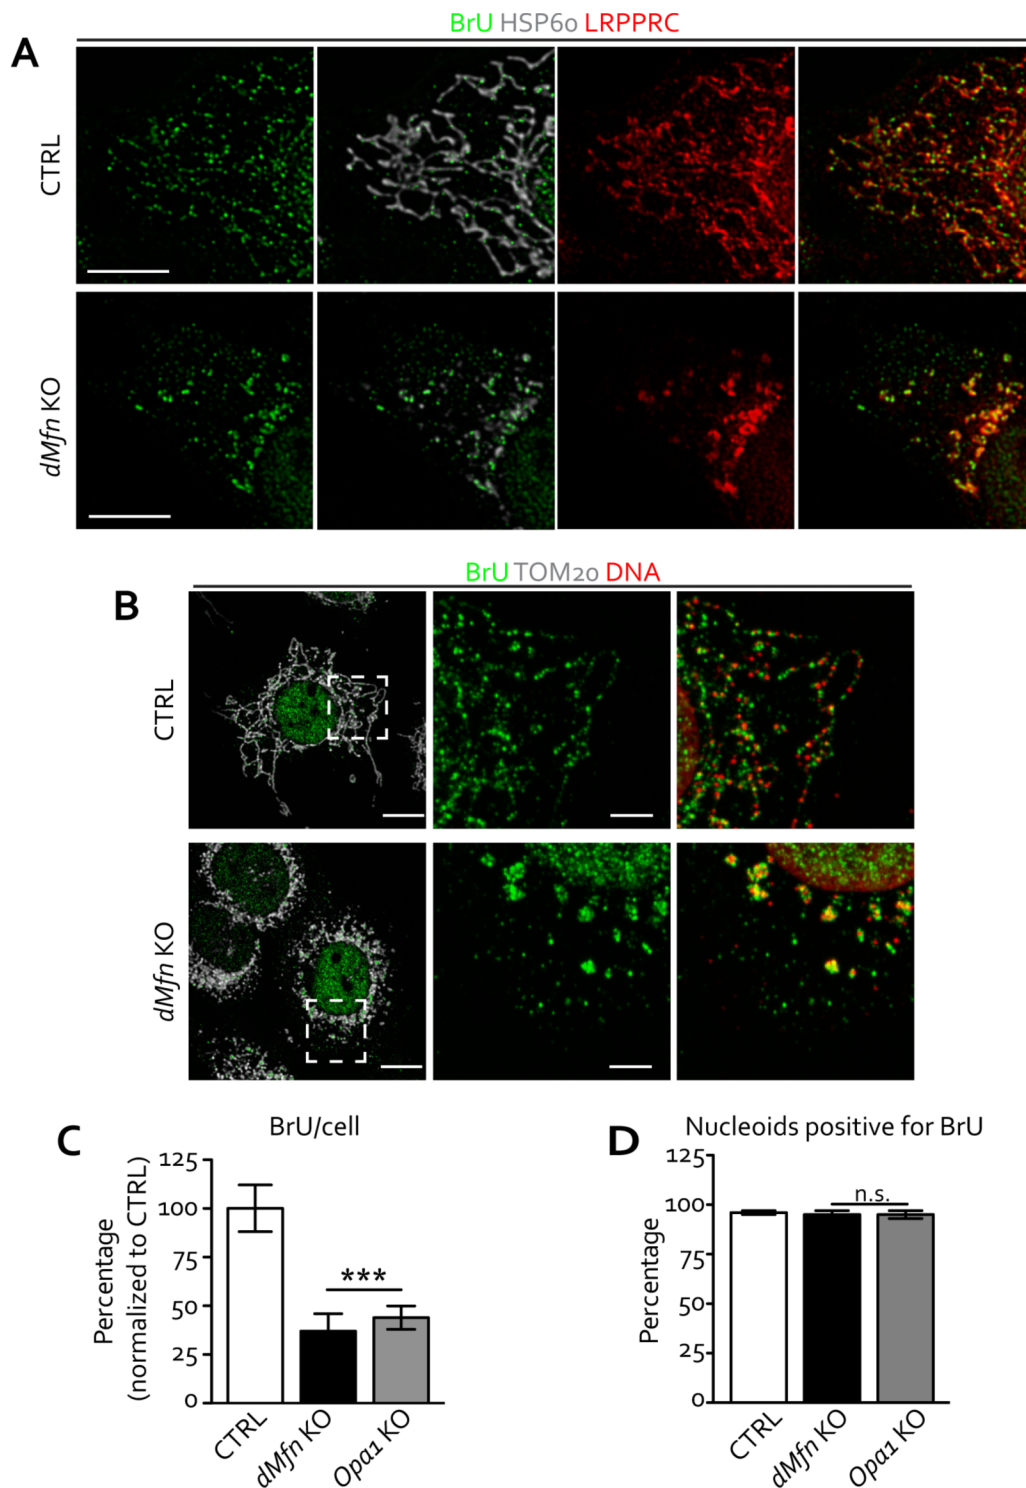 BrU HSP60 LRPPRC
A
CTRL
dMfn KO
BrU TOM20 DNA
B
CTRL
dMfn KO
C
BrU/cell
Percentage
(normalized to CTRL)
125
100
75
50
25
0
***
CTRL
dMfn KO
Opa1 KO
D
Nucleoids positive for BrU
Percentage
125
100
75
50
25
0
n.s.
CTRL
dMfn KO
Opa1 KO